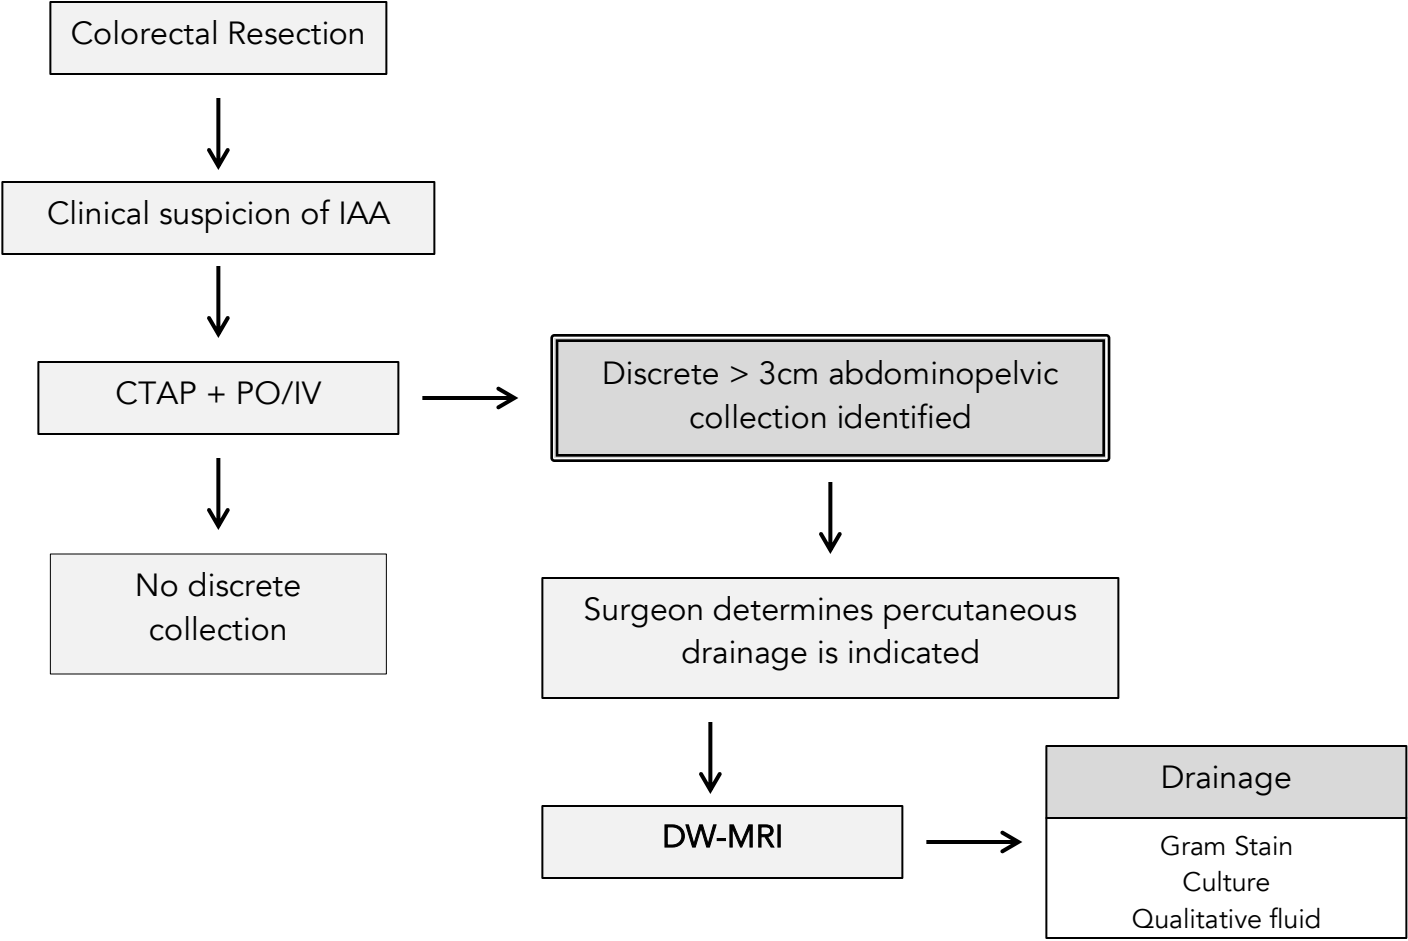 Colorectal Resection
Clinical suspicion of IAA
CTAP + PO/IV
Discrete > 3cm abdominopelvic
collection identified
No discrete
collection
Surgeon determines percutaneous
drainage is indicated
DW-MRI
Drainage
Gram Stain
Culture
Qualitative fluid